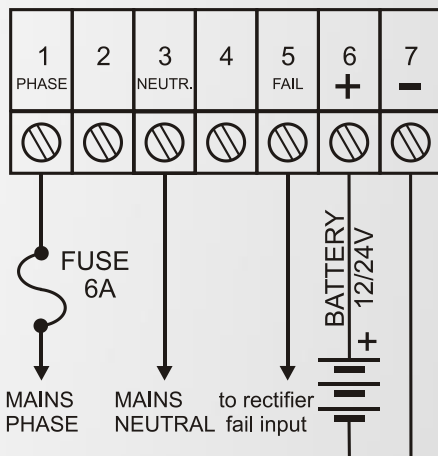 1 2 3 4 5 6 7
PHASE NEUTR. FAIL + -
FUSE
6A
BATTERY
12/24V
+
MAINS
PHASE
MAINS
NEUTRAL
to rectifier
fail input